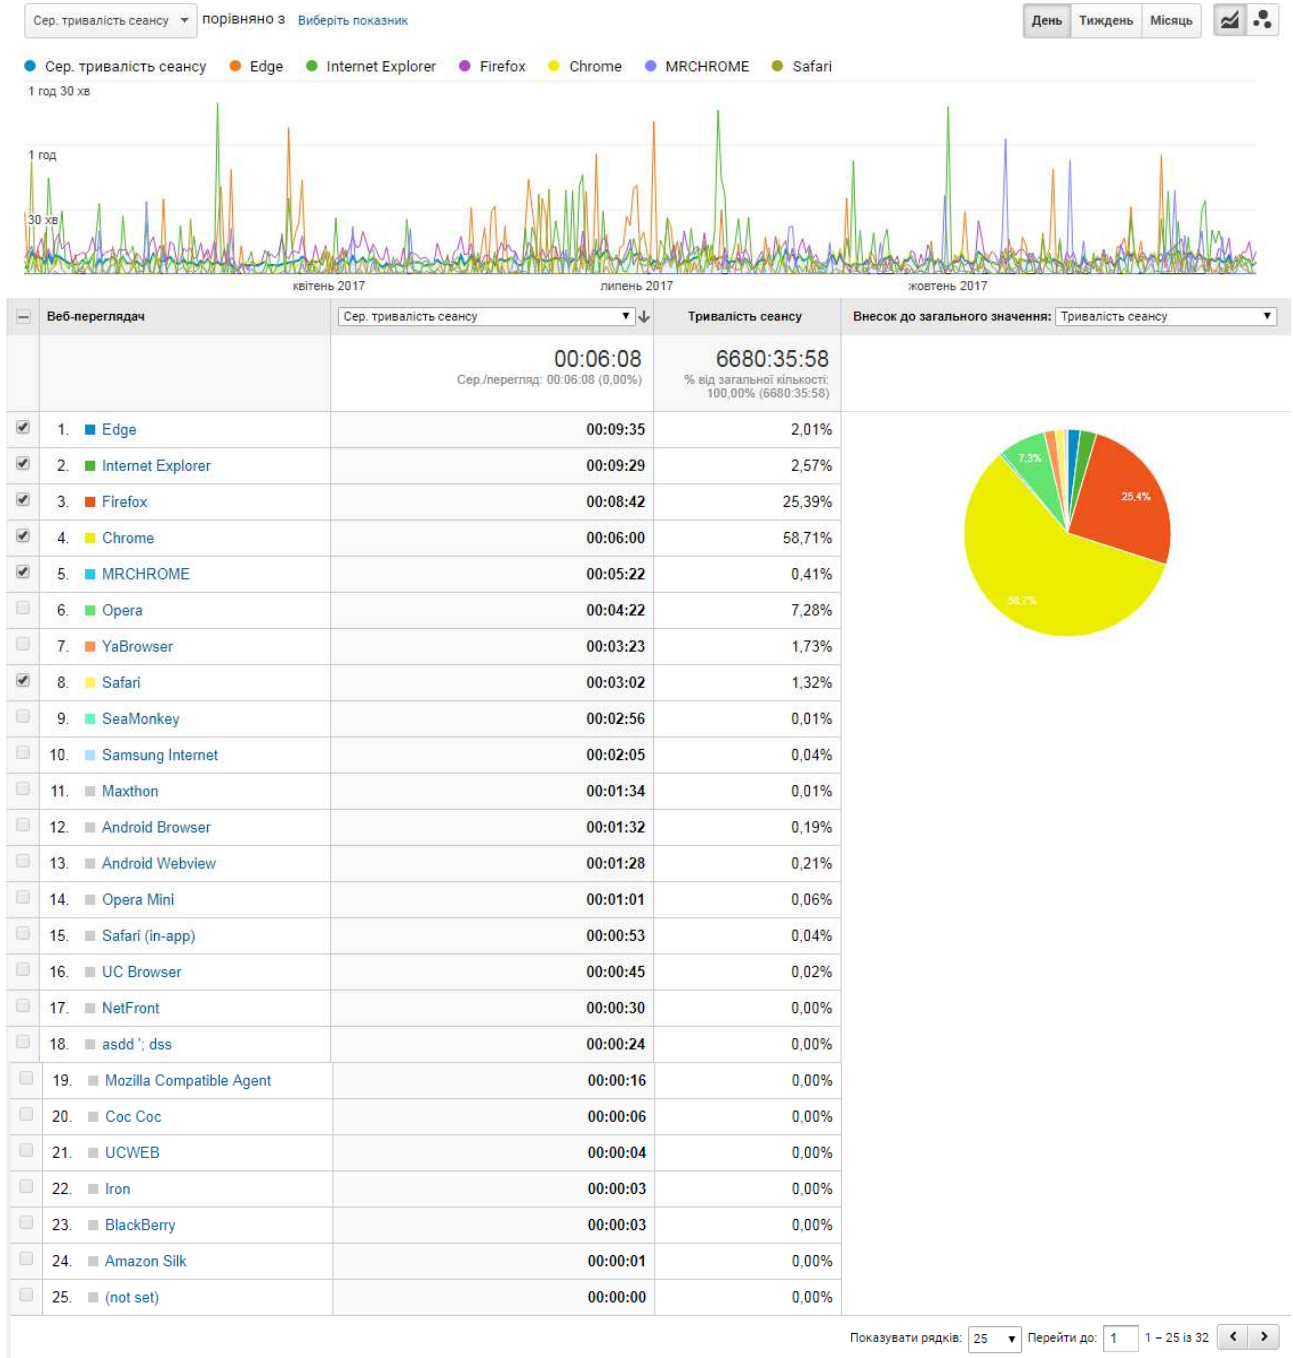 Сер. тривалість сеансу порівняно з Виберіть показник День Тиждень Місяць
Сер. тривалість сеансу Edge Internet Explorer Firefox Chrome MRCHROME Safari
1 год 30 хв
1 год
30 хв
квітень 2017 липень 2017 жовтень 2017
Веб-переглядач Сер. тривалість сеансу Тривалість сеансу Внесок до загального значення: Тривалість сеансу
00:06:08 6680:35:58
Сер./перегляд: 00:06:08 (0,00%) % від загальної кількості:
100,00% (6680:35:58)
1. Edge 00:09:35 2,01%
2. Internet Explorer 00:09:29 2,57%
3. Firefox 00:08:42 25,39%
4. Chrome 00:06:00 58,71%
5. MRCHROME 00:05:22 0,41%
6. Opera 00:04:22 7,28%
7. YaBrowser 00:03:23 1,73%
8. Safari 00:03:02 1,32%
9. SeaMonkey 00:02:56 0,01%
10. Samsung Internet 00:02:05 0,04%
11. Maxthon 00:01:34 0,01%
12. Android Browser 00:01:32 0,19%
13. Android Webview 00:01:28 0,21%
14. Opera Mini 00:01:01 0,06%
15. Safari (in-app) 00:00:53 0,04%
16. UC Browser 00:00:45 0,02%
17. NetFront 00:00:30 0,00%
18. asdd '; dss 00:00:24 0,00%
19. Mozilla Compatible Agent 00:00:16 0,00%
20. Coc Coc 00:00:06 0,00%
21. UCWEB 00:00:04 0,00%
22. Iron 00:00:03 0,00%
23. BlackBerry 00:00:03 0,00%
24. Amazon Silk 00:00:01 0,00%
25. (not set) 00:00:00 0,00%
7,3%
25,4%
58,7%
Показувати рядків: 25 Перейти до: 1 1 – 25 із 32